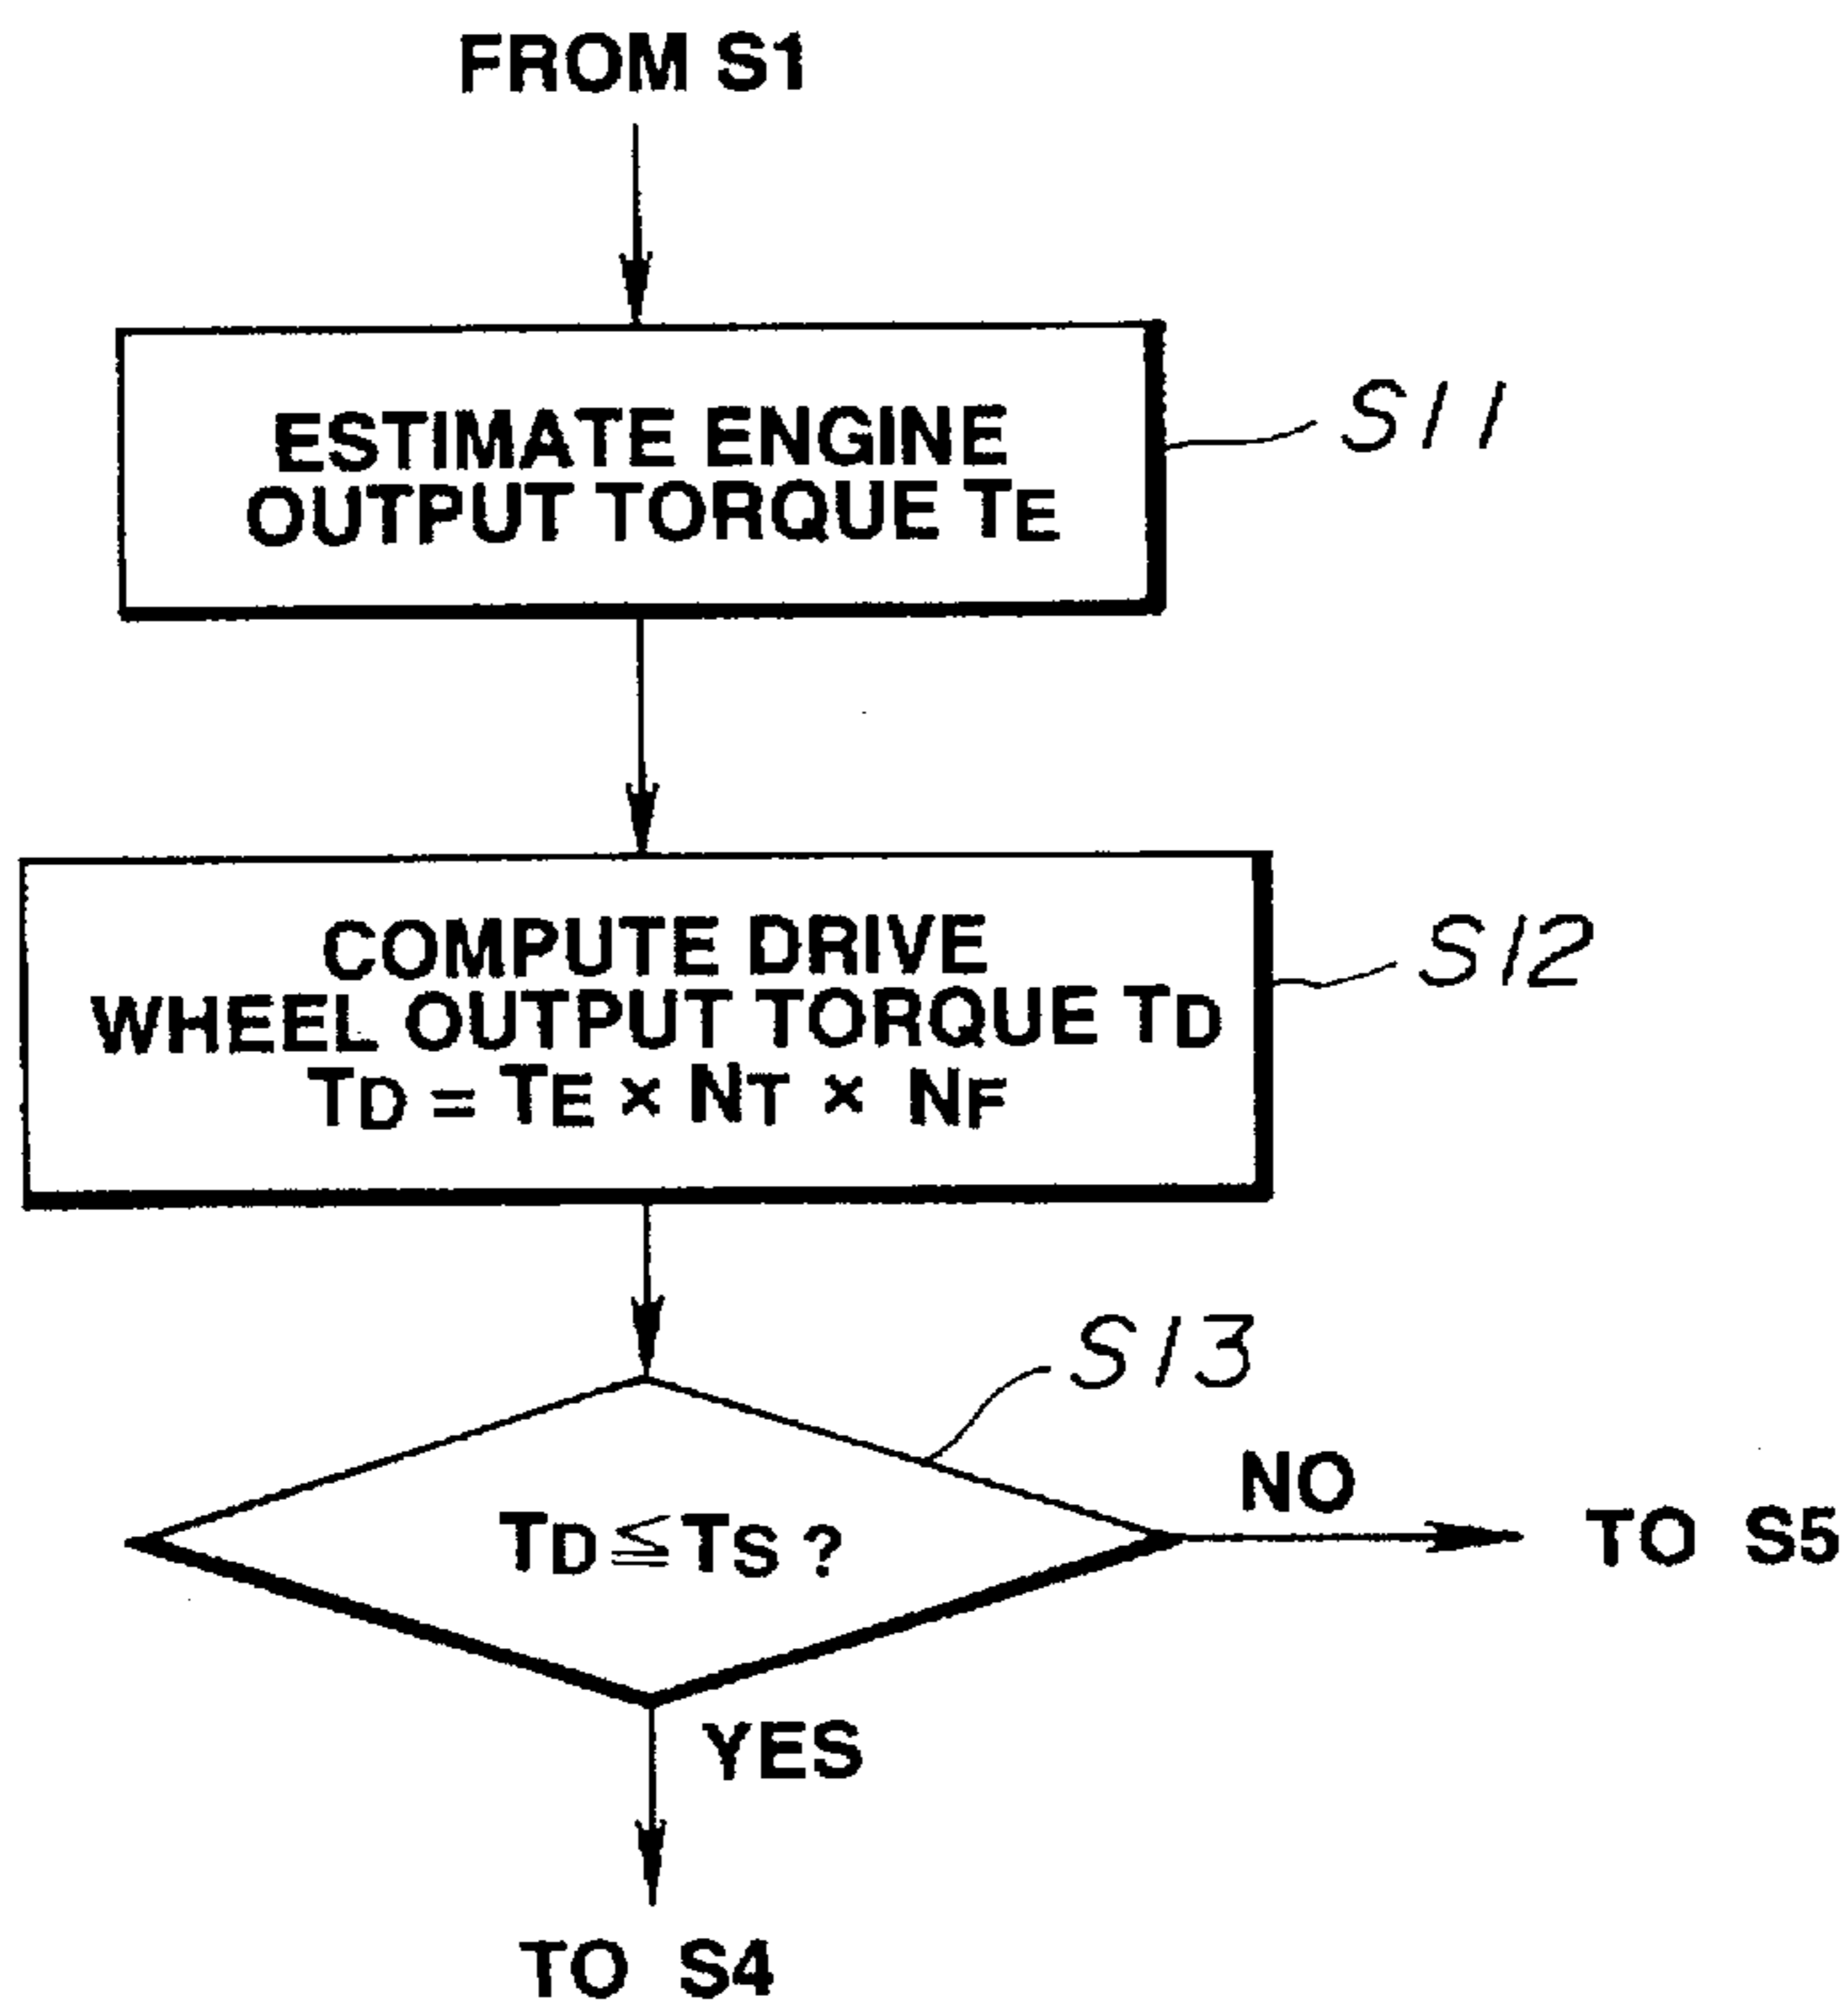 FROM S1
ESTIMATE ENGINE
OUTPUT TORQUE TE
S11
COMPUTE DRIVE
WHEEL OUTPUT TORQUE TD
TD = TE × NT × NF
S12
S13
TD ≦ TS ?
NO
TO S5
YES
TO S4